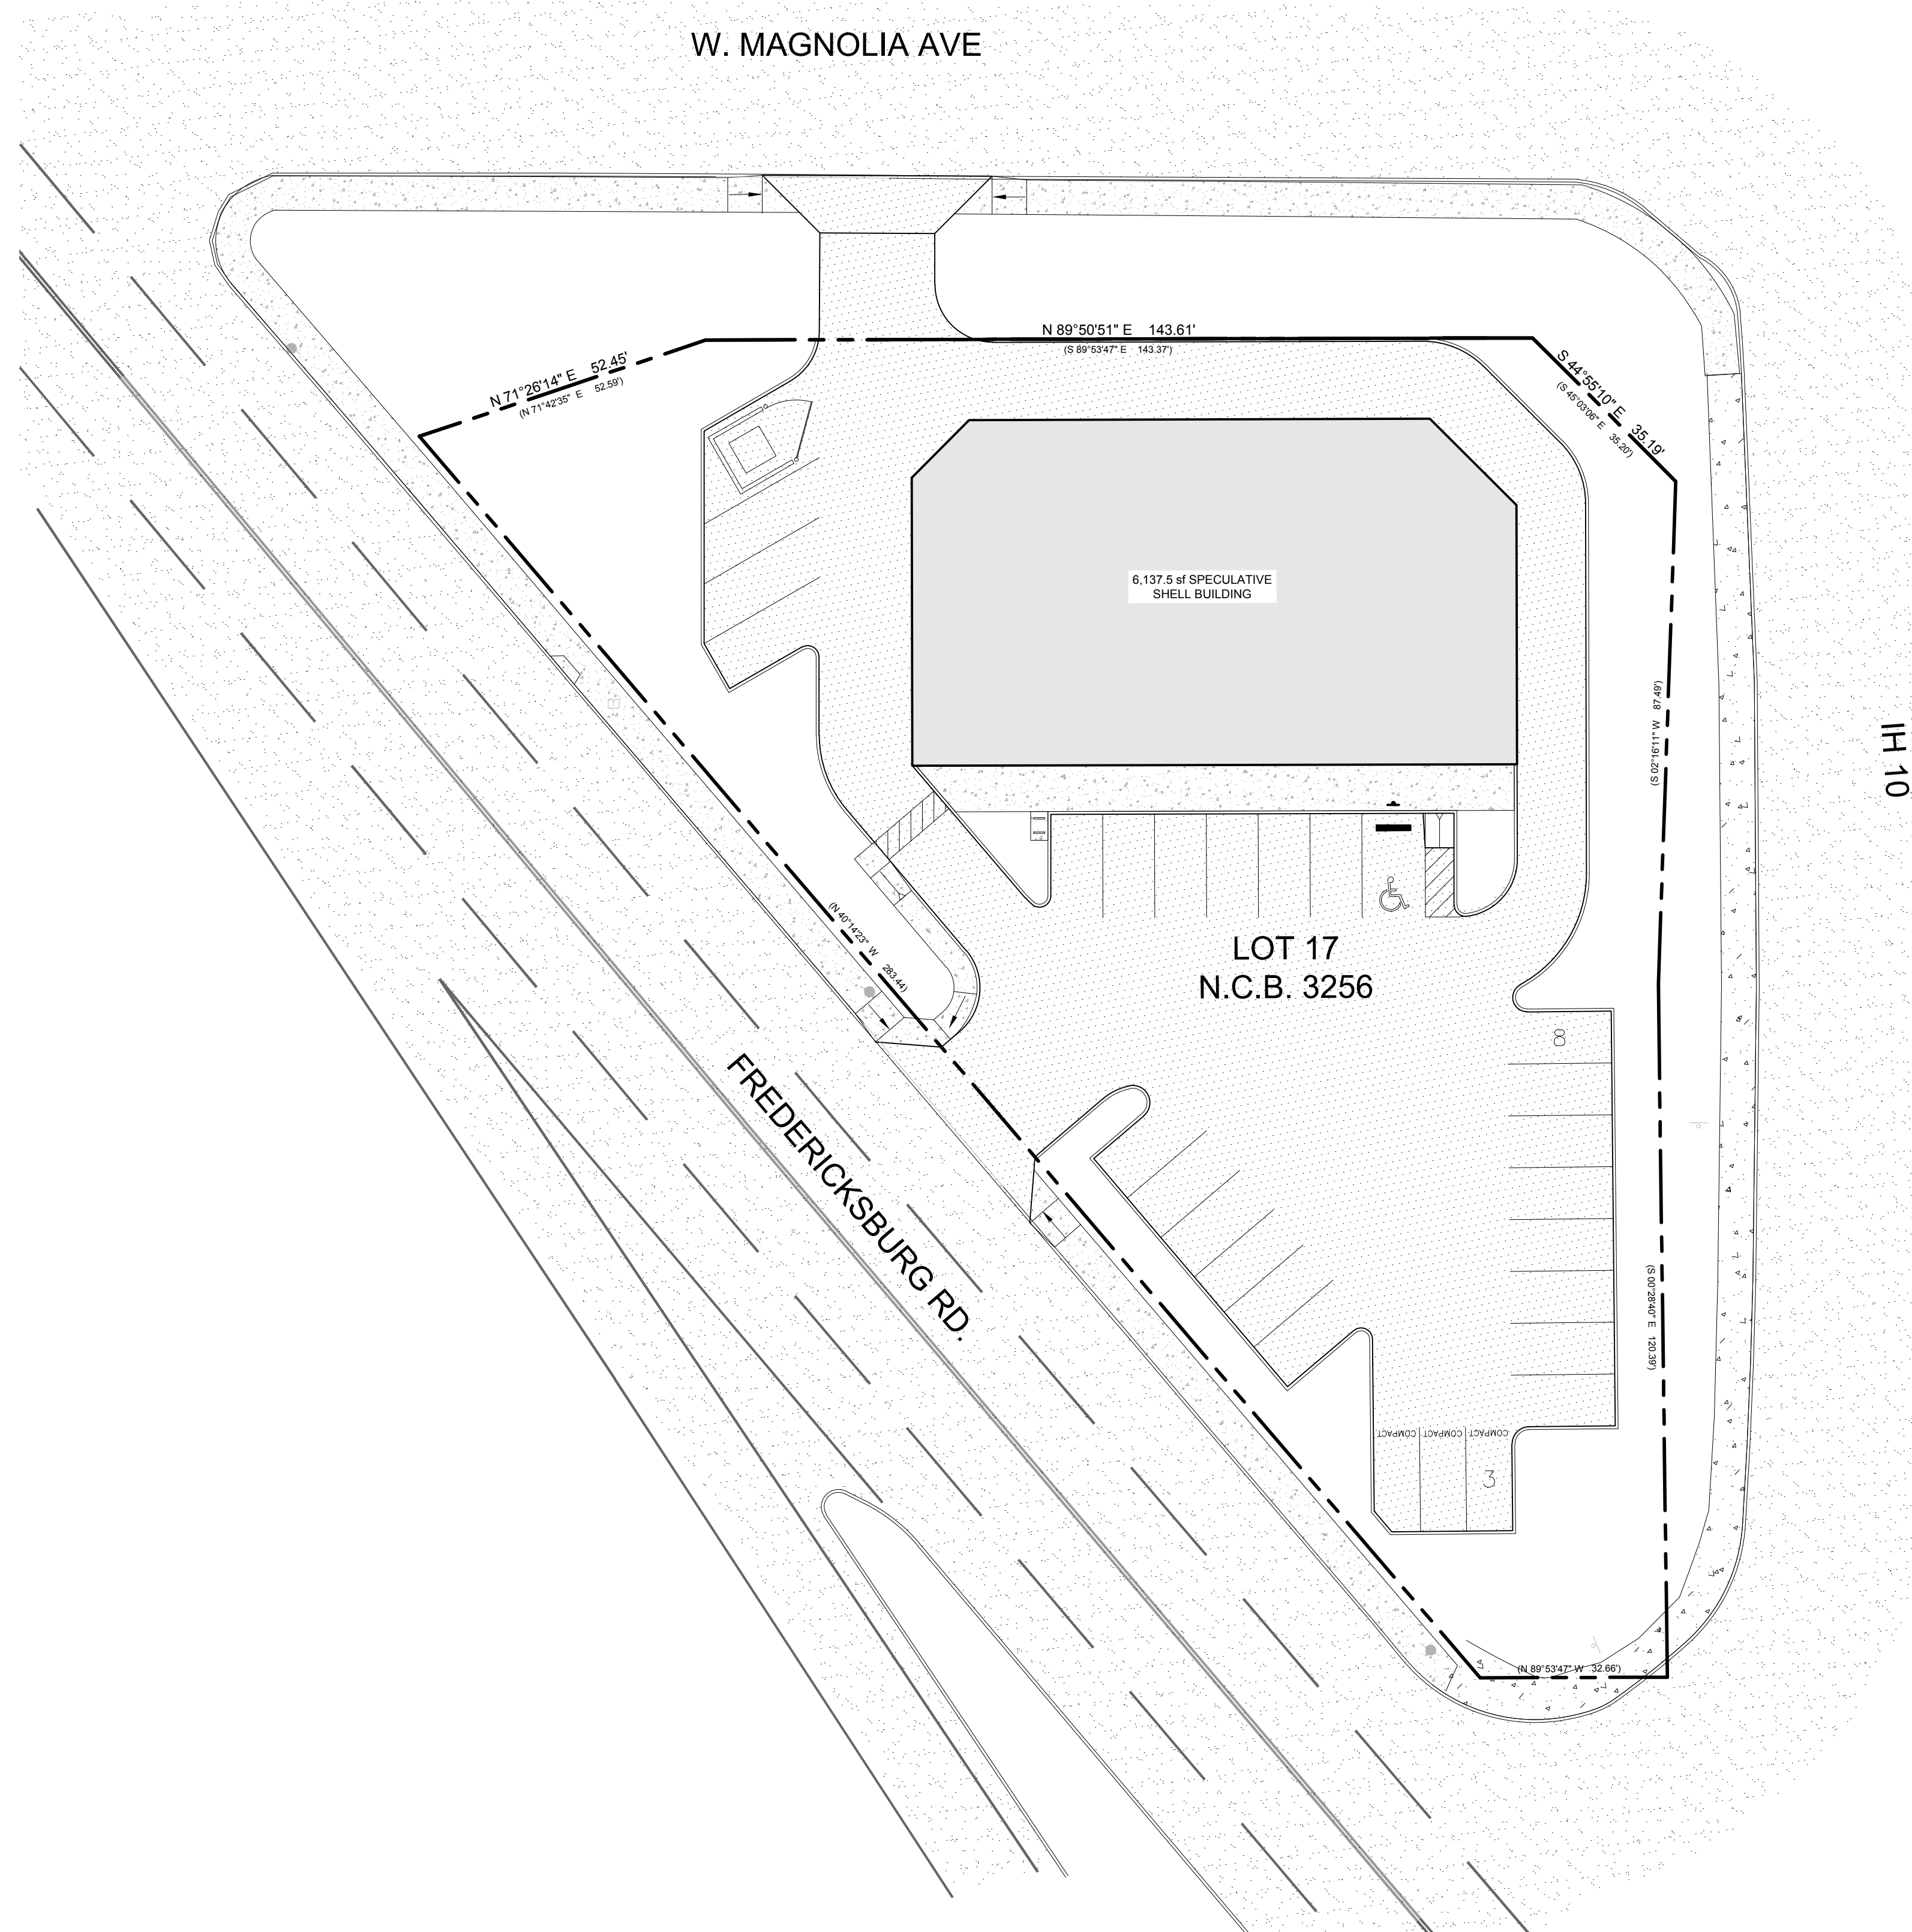 W. MAGNOLIA AVE
N 89°50'51" E 143.61'
(S 89°53'47" E 143.37')
N 71°26'14" E 52.45'
(N 71°42'35" E 52.59')
S 44°55'10" E 35.19'
(S 45°03'06" E 35.20')
6,137.5 sf SPECULATIVE
SHELL BUILDING
(S 02°16'11" W 87.49')
IH 10
(N 40°14'23" W 283.44')
LOT 17
N.C.B. 3256
8
FREDERICKSBURG RD.
(S 00°28'40" E 120.39')
COMPACT COMPACT COMPACT
3
(N 89°53'47" W 32.66')